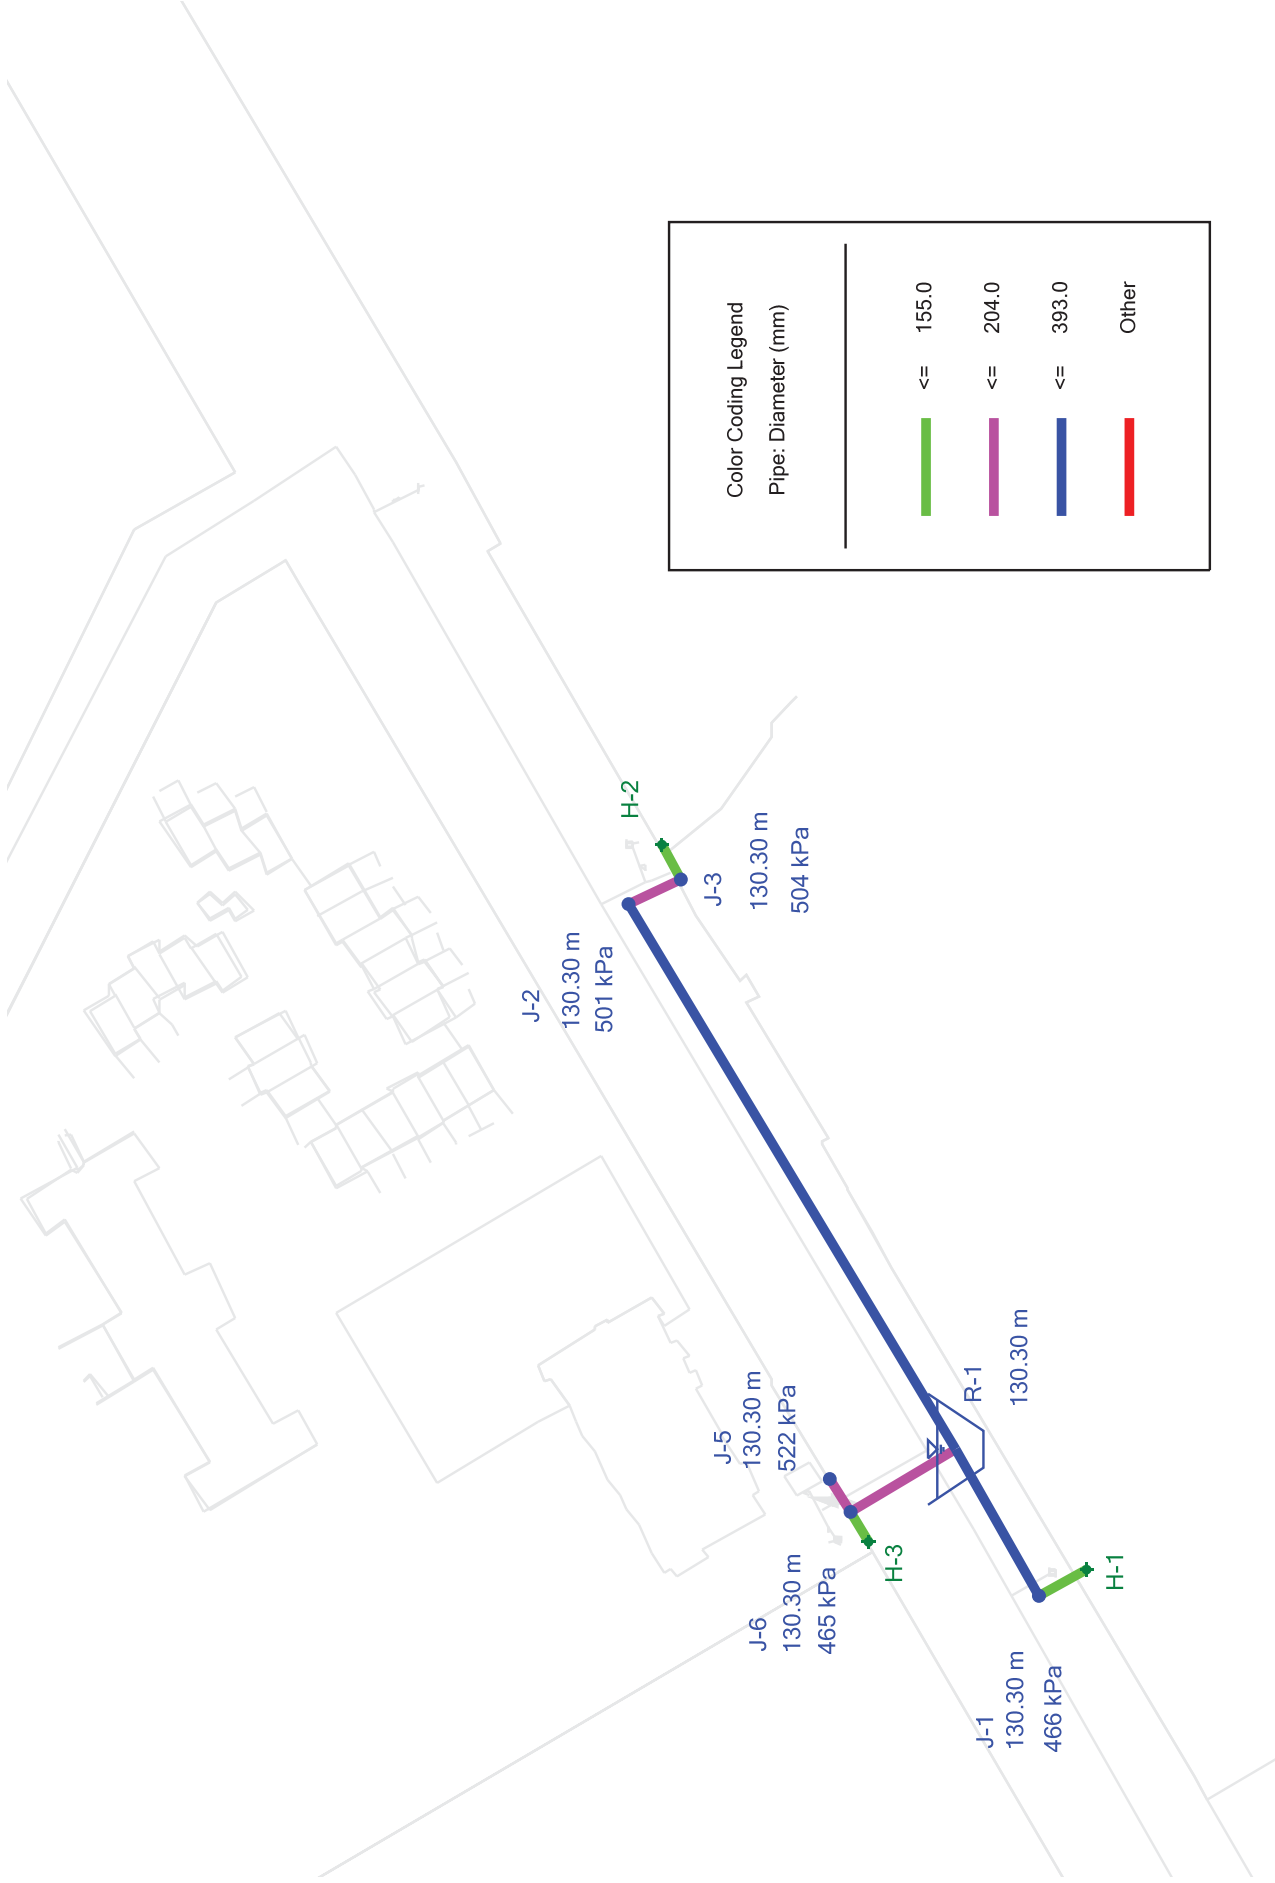 Color Coding Legend
Pipe: Diameter (mm)
<= 155.0
<= 204.0
<= 393.0
Other
H-2
J-3
130.30 m
504 kPa
J-2
130.30 m
501 kPa
R-1
130.30 m
J-5
130.30 m
522 kPa
H-3
J-6
130.30 m
465 kPa
H-1
J-1
130.30 m
466 kPa